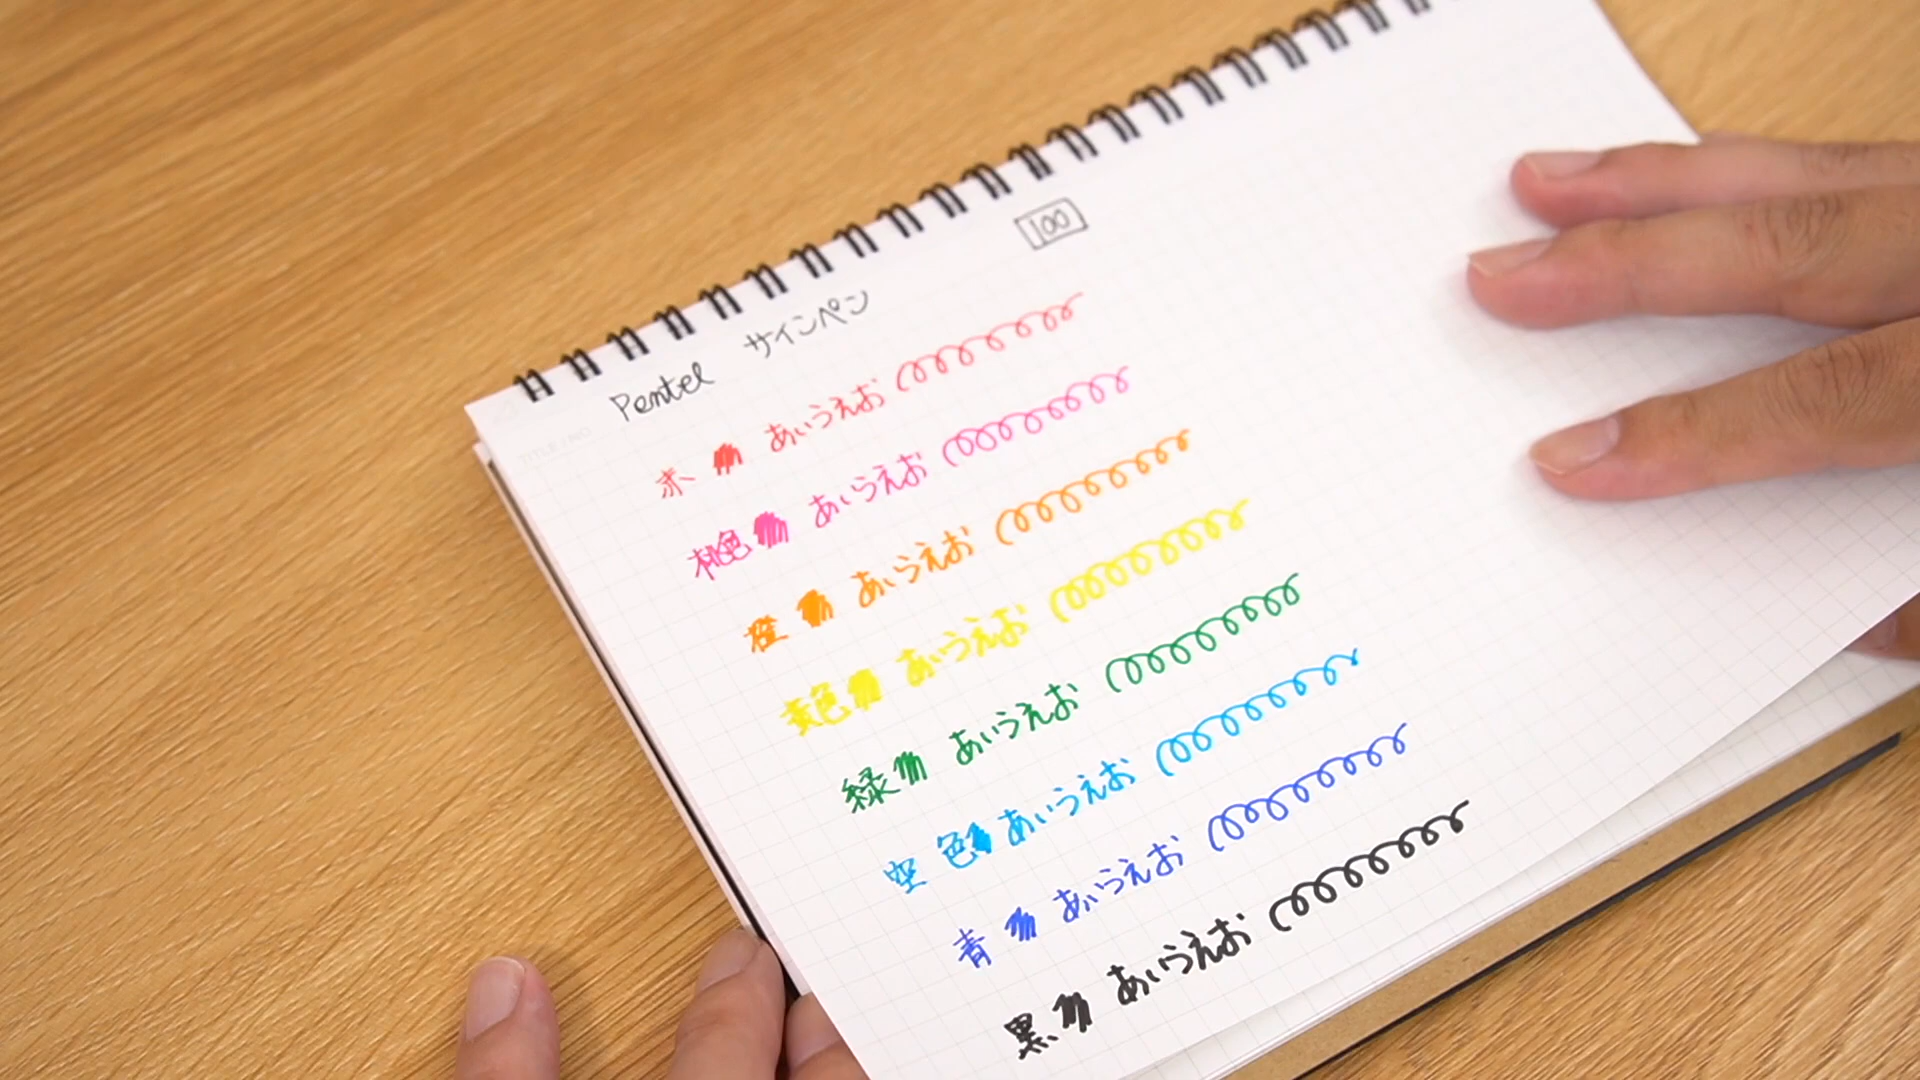 100
Pentel サインペン
赤 あいうえお
桃色 あいうえお
橙 あいうえお
黄色 あいうえお
緑 あいうえお
空色 あいうえお
青 あいうえお
黒 あいうえお